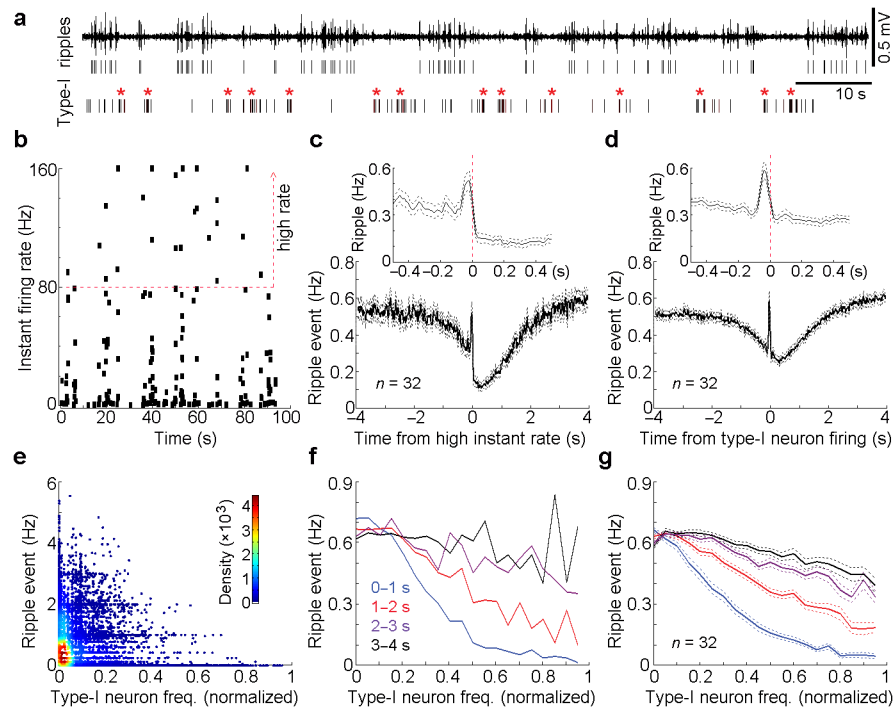 a
ripples
0.5 mV
Type-I
* * * * * * * * * * * * *
10 s
b
160
80
0
Instant firing rate (Hz)
high rate
0 20 40 60 80 100
Time (s)
c
0.6
0.3
0
Ripple (Hz)
−0.4 −0.2 0 0.2 0.4 (s)
0.8
0.6
0.4
0.2
0
Ripple event (Hz)
n = 32
−4 −2 0 2 4
Time from high instant rate (s)
d
0.6
0.3
0
Ripple (Hz)
−0.4 −0.2 0 0.2 0.4 (s)
0.8
0.6
0.4
0.2
0
Ripple event (Hz)
n = 32
−4 −2 0 2 4
Time from type-I neuron firing (s)
e
6
4
2
0
Ripple event (Hz)
Density (×10³)
4
3
2
1
0
0 0.2 0.4 0.6 0.8 1
Type-I neuron freq. (normalized)
f
0.9
0.6
0.3
0
Ripple event (Hz)
0–1 s
1–2 s
2–3 s
3–4 s
0 0.2 0.4 0.6 0.8 1
Type-I neuron freq. (normalized)
g
0.9
0.6
0.3
0
Ripple event (Hz)
n = 32
0 0.2 0.4 0.6 0.8 1
Type-I neuron freq. (normalized)